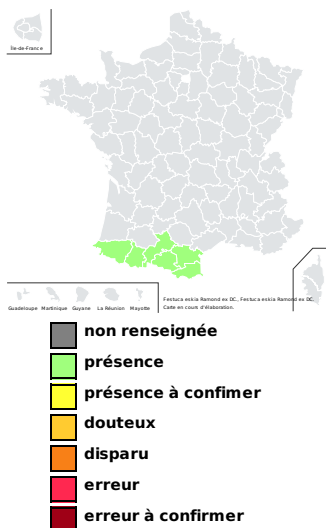 Île-de-France
Festuca eskia Ramond ex DC., Festuca eskia Ramond ex DC.
Carte en cours d'élaboration.
Guadeloupe Martinique Guyane La Réunion Mayotte
non renseignée
présence
présence à confimer
douteux
disparu
erreur
erreur à confirmer